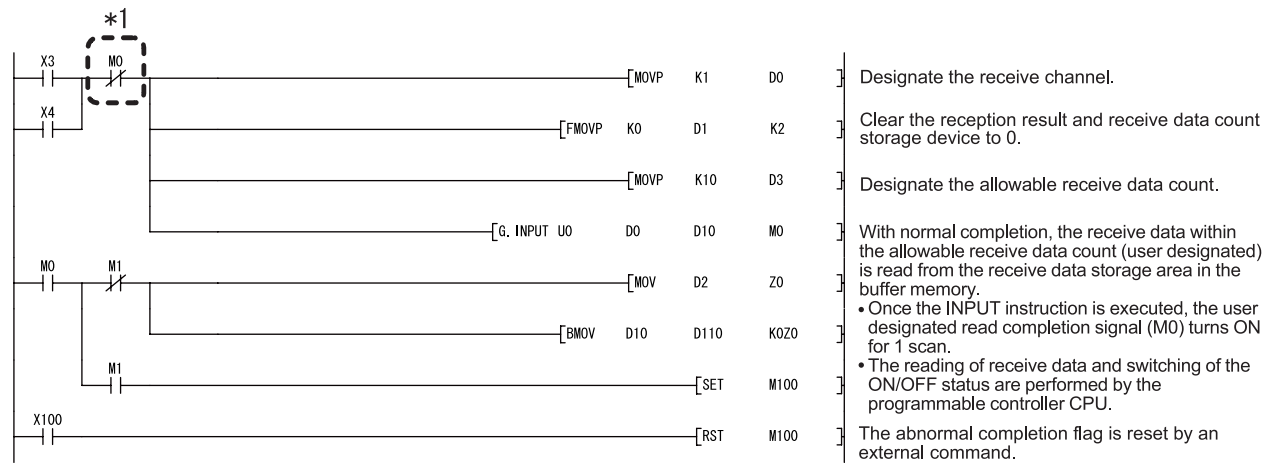 *1
X3 M0 [MOVP K1 D0 ] Designate the receive channel.
X4 [FMOVP K0 D1 K2 ] Clear the reception result and receive data count
storage device to 0.
[MOVP K10 D3 ] Designate the allowable receive data count.
[G.INPUT U0 D0 D10 M0 ] With normal completion, the receive data within
the allowable receive data count (user designated)
M0 M1 [MOV D2 Z0 ] is read from the receive data storage area in the
buffer memory.
• Once the INPUT instruction is executed, the user
[BMOV D10 D110 K0Z0 ] designated read completion signal (M0) turns ON
for 1 scan.
• The reading of receive data and switching of the
M1 [SET M100 ] ON/OFF status are performed by the
programmable controller CPU.
X100 [RST M100 ] The abnormal completion flag is reset by an
external command.